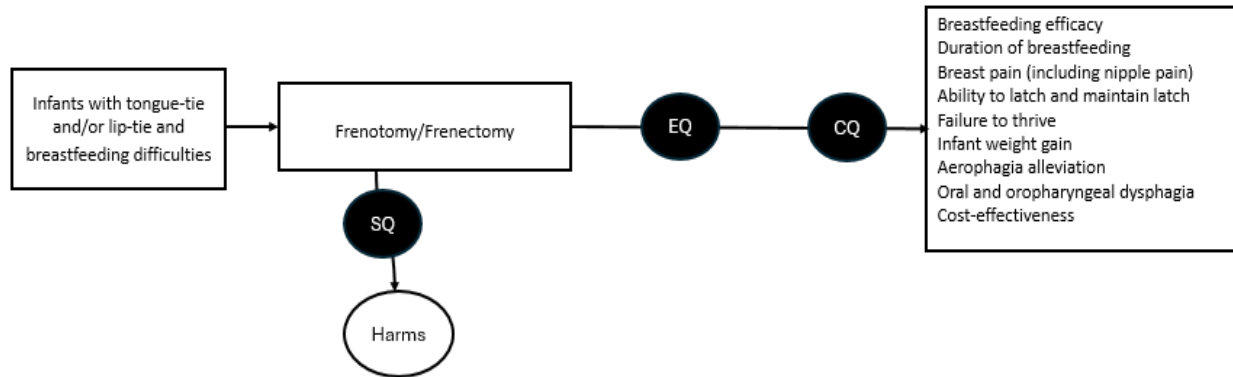 Infants with tongue-tie
and/or lip-tie and
breastfeeding difficulties
Frenotomy/Frenectomy
EQ
CQ
Breastfeeding efficacy
Duration of breastfeeding
Breast pain (including nipple pain)
Ability to latch and maintain latch
Failure to thrive
Infant weight gain
Aerophagia alleviation
Oral and oropharyngeal dysphagia
Cost-effectiveness
SQ
Harms